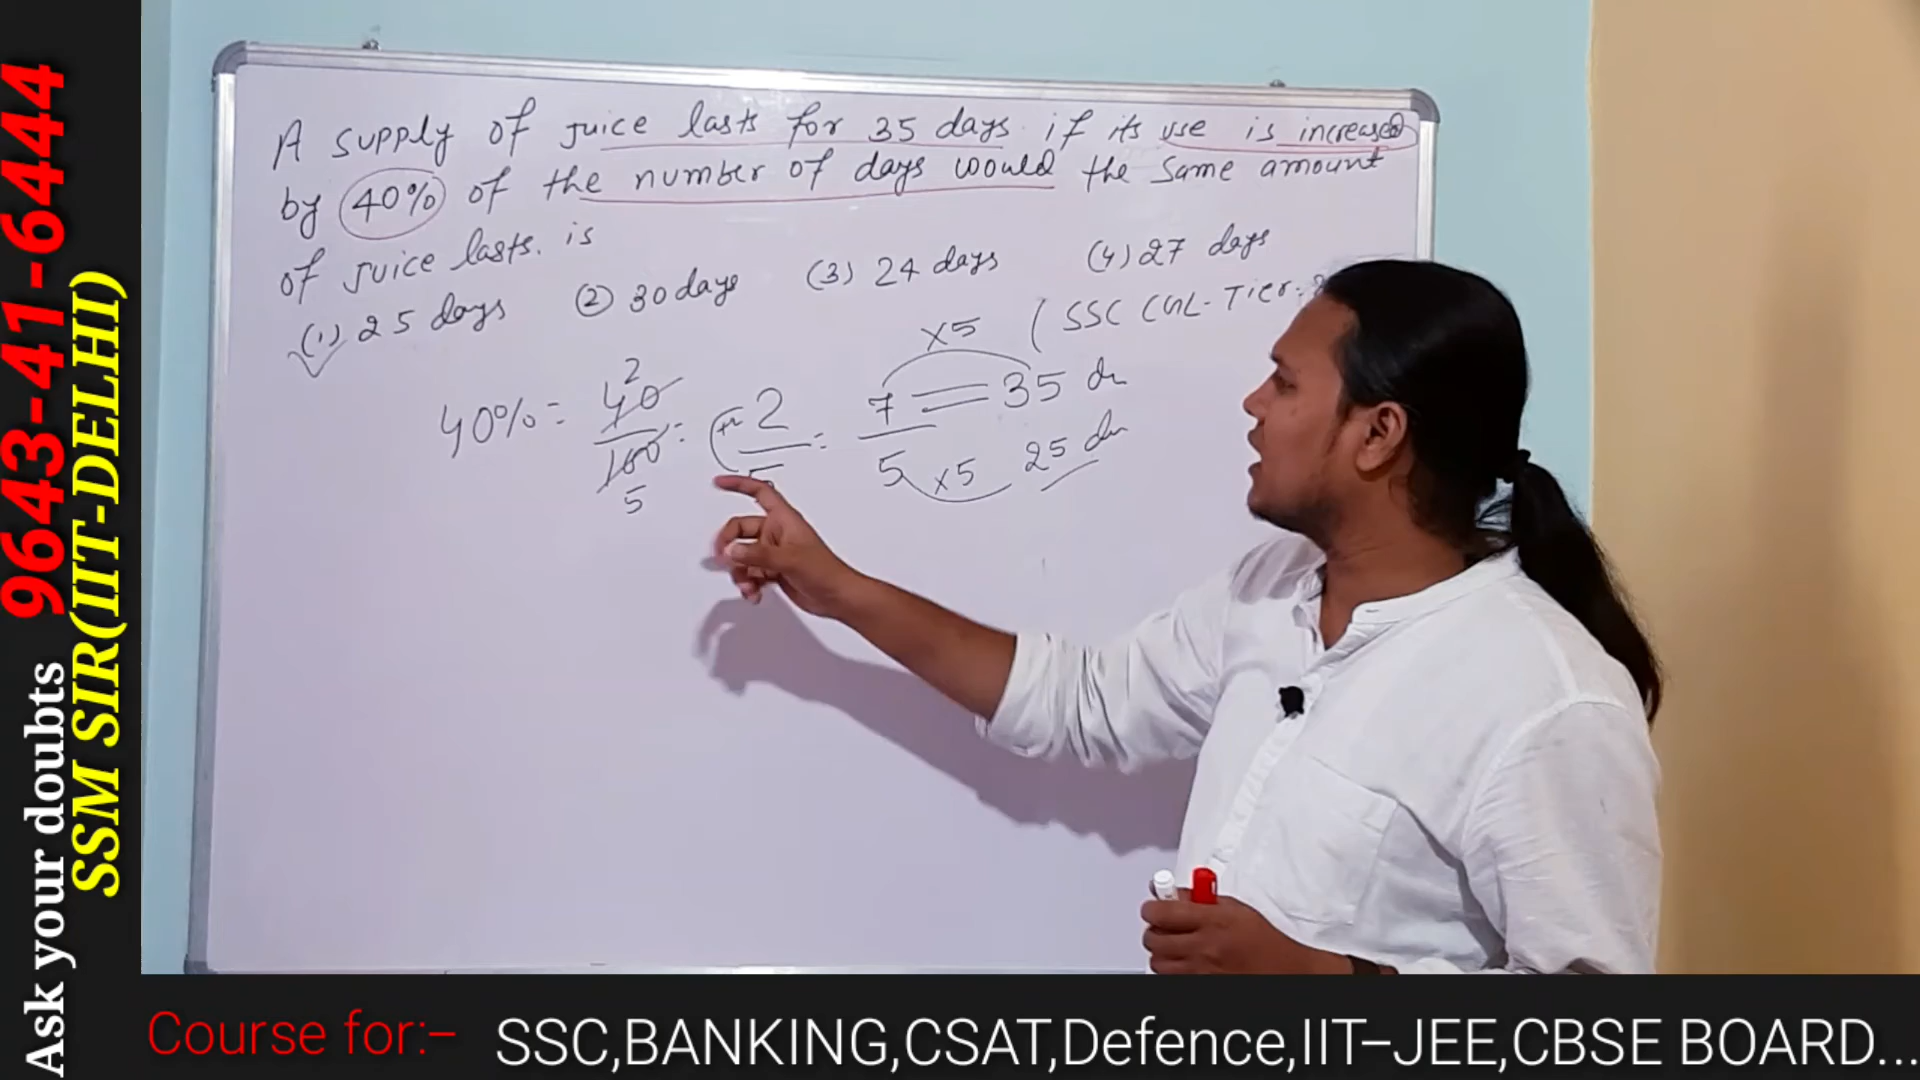 A supply of juice lasts for 35 days. if its use is increased
by 40% of the number of days would the same amount
of juice lasts. is
(1) 25 days (2) 30 days (3) 24 days (4) 27 days
(SSC CGL-Tier:
40% = 40/100 = +2/5 = 7/5
2
5
×5
7 = 35
5 ×5 25
Ask your doubts 9643-41-6444
SSM SIR(IIT-DELHI)
Course for:– SSC,BANKING,CSAT,Defence,IIT–JEE,CBSE BOARD...